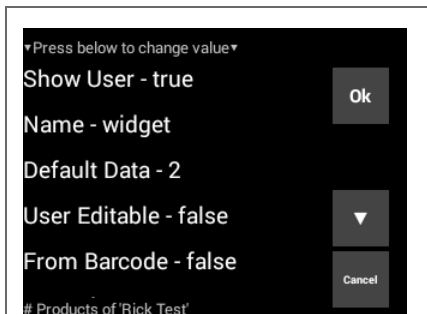 ▼Press below to change value▼
Show User - true
Ok
Name - widget
Default Data - 2
User Editable - false
▼
From Barcode - false
Cancel
# Products of 'Rick Test'